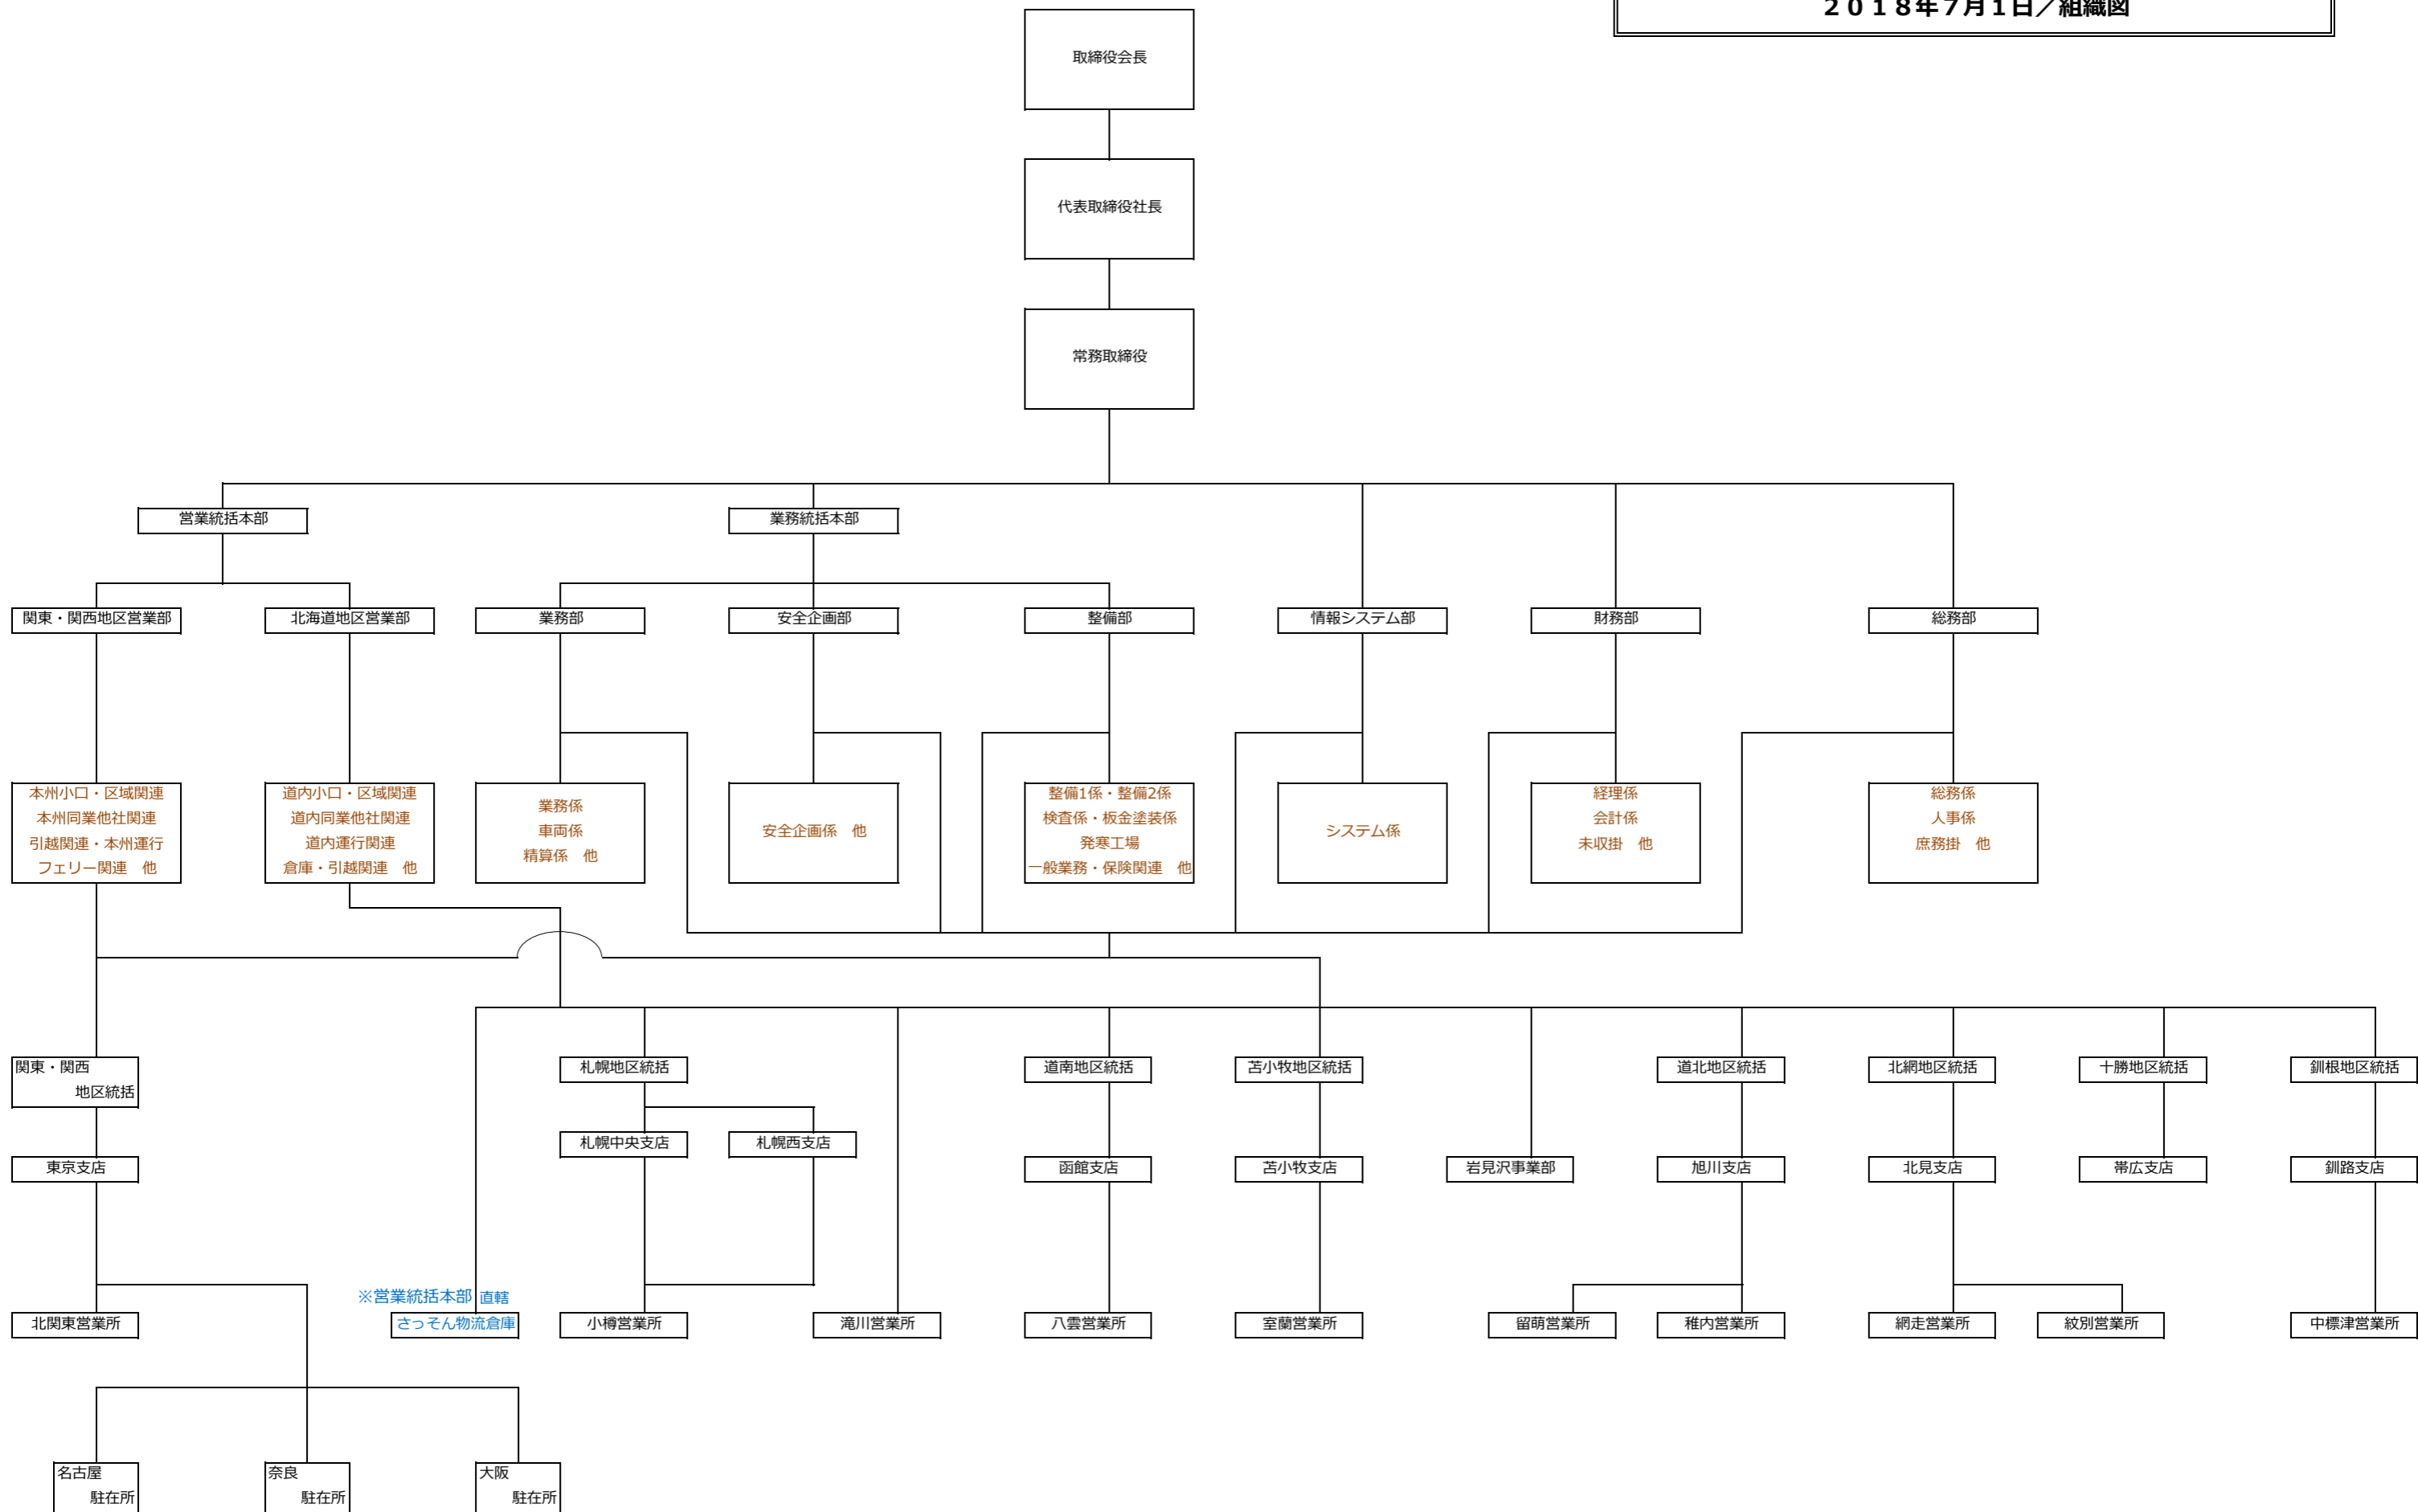 ２０１８年７月１日／組織図
取締役会長
代表取締役社長
常務取締役
営業統括本部
業務統括本部
関東・関西地区営業部
北海道地区営業部
業務部
安全企画部
整備部
情報システム部
財務部
総務部
本州小口・区域関連
本州同業他社関連
引越関連・本州運行
フェリー関連　他
道内小口・区域関連
道内同業他社関連
道内運行関連
倉庫・引越関連　他
業務係
車両係
精算係　他
安全企画係　他
整備1係・整備2係
検査係・板金塗装係
発寒工場
一般業務・保険関連　他
システム係
経理係
会計係
未収掛　他
総務係
人事係
庶務掛　他
関東・関西
地区統括
札幌地区統括
道南地区統括
苫小牧地区統括
道北地区統括
北網地区統括
十勝地区統括
釧根地区統括
札幌中央支店
札幌西支店
東京支店
函館支店
苫小牧支店
岩見沢事業部
旭川支店
北見支店
帯広支店
釧路支店
※営業統括本部 直轄
北関東営業所
さっそん物流倉庫
小樽営業所
滝川営業所
八雲営業所
室蘭営業所
留萌営業所
稚内営業所
網走営業所
紋別営業所
中標津営業所
名古屋
駐在所
奈良
駐在所
大阪
駐在所